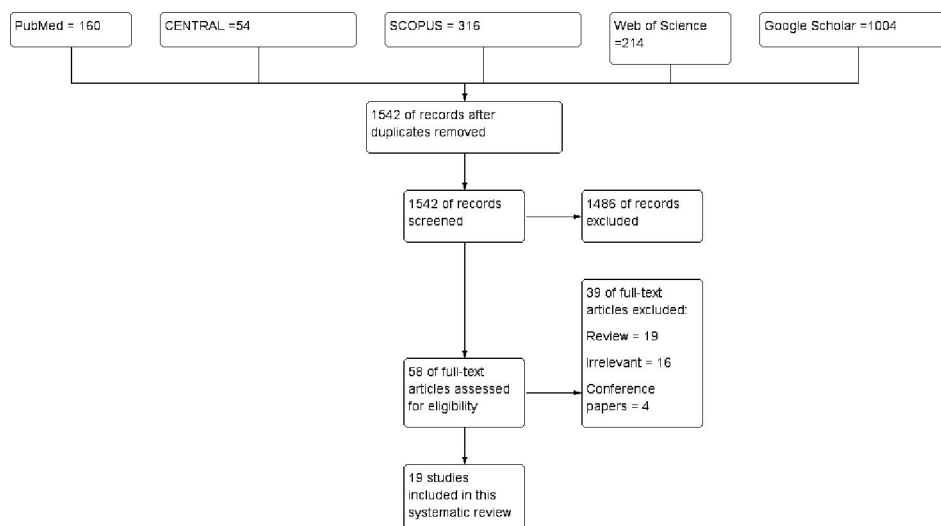 PubMed = 160
CENTRAL =54
SCOPUS = 316
Web of Science
=214
Google Scholar =1004
1542 of records after
duplicates removed
1542 of records
screened
1486 of records
excluded
39 of full-text
articles excluded:
Review = 19
Irrelevant = 16
Conference
papers = 4
58 of full-text
articles assessed
for eligibility
19 studies
included in this
systematic review